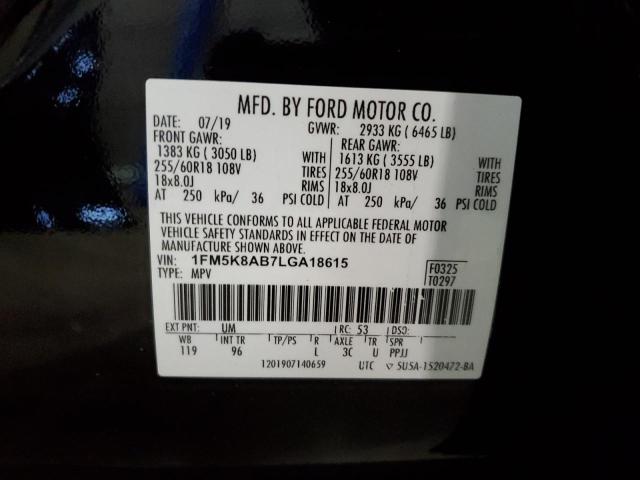 MFD. BY FORD MOTOR CO.
DATE: 07/19 GVWR: 2933 KG ( 6465 LB)
FRONT GAWR: REAR GAWR:
1383 KG ( 3050 LB) WITH 1613 KG ( 3555 LB) WITH
255/60R18 108V TIRES 255/60R18 108V TIRES
18x8.0J RIMS 18x8.0J RIMS
AT 250 kPa/ 36 PSI COLD AT 250 kPa/ 36 PSI COLD
THIS VEHICLE CONFORMS TO ALL APPLICABLE FEDERAL MOTOR
VEHICLE SAFETY STANDARDS IN EFFECT ON THE DATE OF
MANUFACTURE SHOWN ABOVE.
VIN: 1FM5K8AB7LGA18615 F0325
TYPE: MPV T0297
EXT PNT: UM RC: 53 DSO:
WB INT TR TP/PS R AXLE TR SPR
119 96 L 3C U PPJJ
1201907140659 UTC ▽ 5U5A-1520472-BA